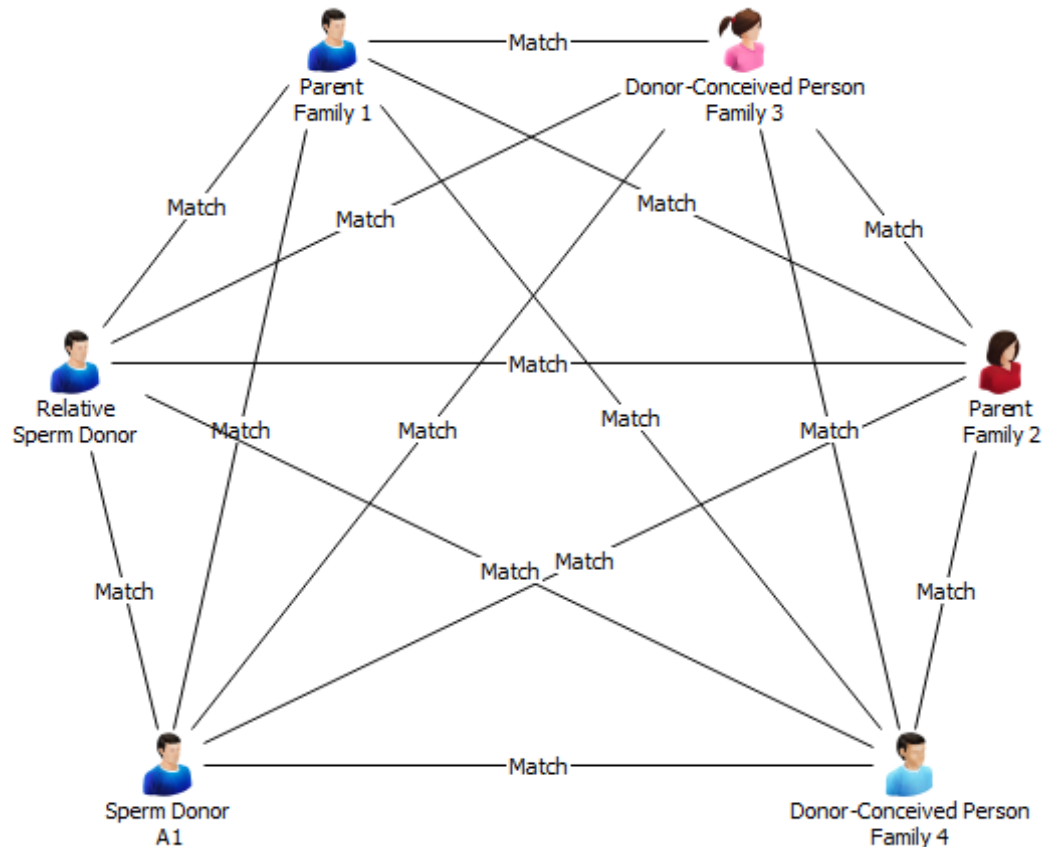 Match
Parent
Family 1
Donor-Conceived Person
Family 3
Match
Match
Match
Match
Match
Relative
Sperm Donor
Parent
Family 2
Match
Match
Match
Match
Match
Match
Match
Match
Match
Sperm Donor
A1
Match
Donor-Conceived Person
Family 4